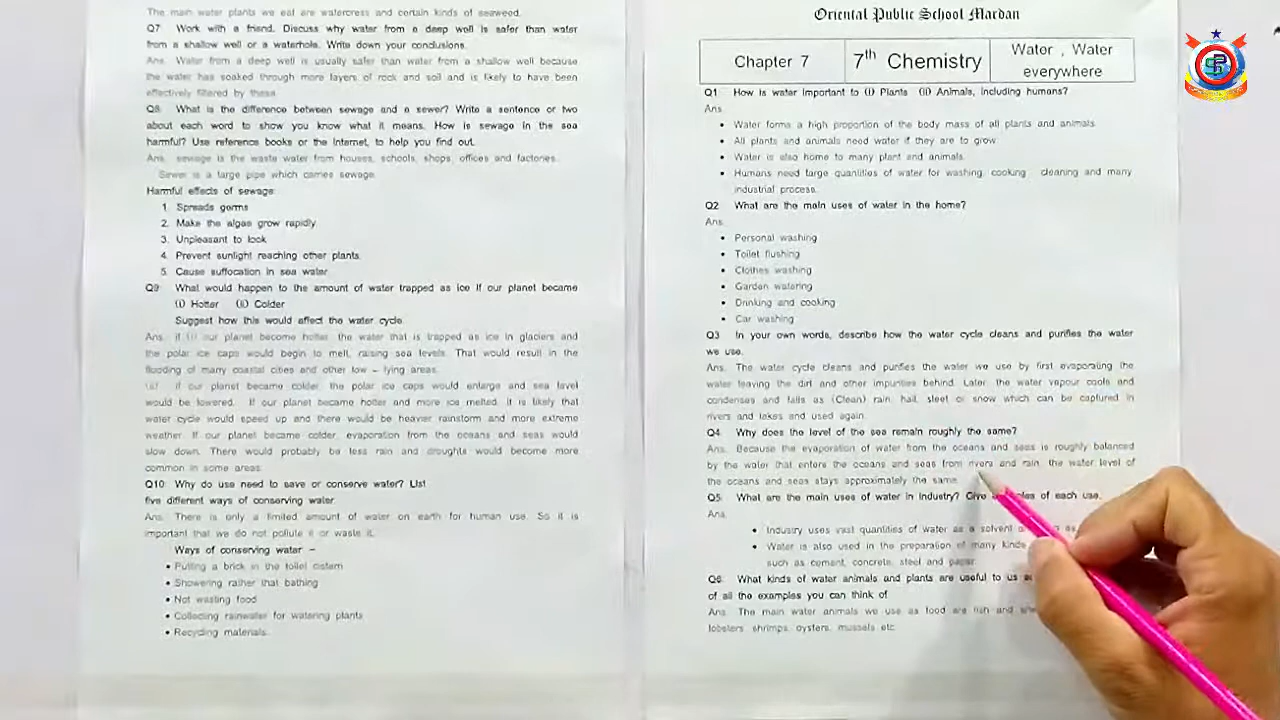 The main water plants we eat are watercress and certain kinds of seaweed.
Q7 Work with a friend. Discuss why water from a deep well is safer than water
from a shallow well or a waterhole. Write down your conclusions.
Ans. Water from a deep well is usually safer than water from a shallow well because
the water has soaked through more layers of rock and soil and is likely to have been
effectively filtered by these.
Q8 What is the difference between sewage and a sewer? Write a sentence or two
about each word to show you know what it means. How is sewage in the sea
harmful? Use reference books or the Internet, to help you find out.
Ans. sewage is the waste water from houses, schools, shops, offices and factories.
Sewer is a large pipe which carries sewage.
Harmful effects of sewage:
1. Spreads germs
2. Make the algae grow rapidly
3. Unpleasant to look
4. Prevent sunlight reaching other plants.
5. Cause suffocation in sea water
Q9 What would happen to the amount of water trapped as ice if our planet became
(i) Hotter (ii) Colder
Suggest how this would affect the water cycle.
Ans. if (i) our planet become hotter, the water that is trapped as ice in glaciers and
the polar ice caps would begin to melt, raising sea levels. That would result in the
flooding of many coastal cities and other low – lying areas.
(ii) if our planet became colder, the polar ice caps would enlarge and sea level
would be lowered. If our planet became hotter and more ice melted, it is likely that
water cycle would speed up and there would be heavier rainstorm and more extreme
weather. If our planet became colder, evaporation from the oceans and seas would
slow down. There would probably be less rain and droughts would become more
common in some areas.
Q10 Why do use need to save or conserve water? List
five different ways of conserving water.
Ans. There is only a limited amount of water on earth for human use. So it is
important that we do not pollute it or waste it.
Ways of conserving water –
• Putting a brick in the toilet cistern
• Showering rather that bathing
• Not wasting food
• Collecting rainwater for watering plants
• Recycling materials.
Oriental Public School Mardan
Chapter 7
7th Chemistry
Water , Water
everywhere
Q1 How is water important to (i) Plants (ii) Animals, including humans?
Ans.
• Water forms a high proportion of the body mass of all plants and animals.
• All plants and animals need water if they are to grow
• Water is also home to many plant and animals.
• Humans need large quantities of water for washing, cooking cleaning and many
industrial process.
Q2 What are the main uses of water in the home?
Ans.
• Personal washing
• Toilet flushing
• Clothes washing
• Garden watering
• Drinking and cooking
• Car washing
Q3 In your own words, describe how the water cycle cleans and purifies the water
we use.
Ans. The water cycle cleans and purifies the water we use by first evaporating the
water leaving the dirt and other impurities behind. Later, the water vapour cools and
condenses and falls as (Clean) rain, hail, sleet or snow which can be captured in
rivers and lakes and used again.
Q4 Why does the level of the sea remain roughly the same?
Ans. Because the evaporation of water from the oceans and seas is roughly balanced
by the water that enters the oceans and seas from rivers and rain, the water level of
the oceans and seas stays approximately the same.
Q5 What are the main uses of water in industry? Give of each use.
Ans.
• Industry uses vast quantities of water as a solvent
• Water is also used in the preparation of many kinds
such as cement, concrete, steel and paper.
Q6 What kinds of water animals and plants are useful to us
of all the examples you can think of
Ans. The main water animals we use as food are fish and
lobsters, shrimps, oysters, mussels etc